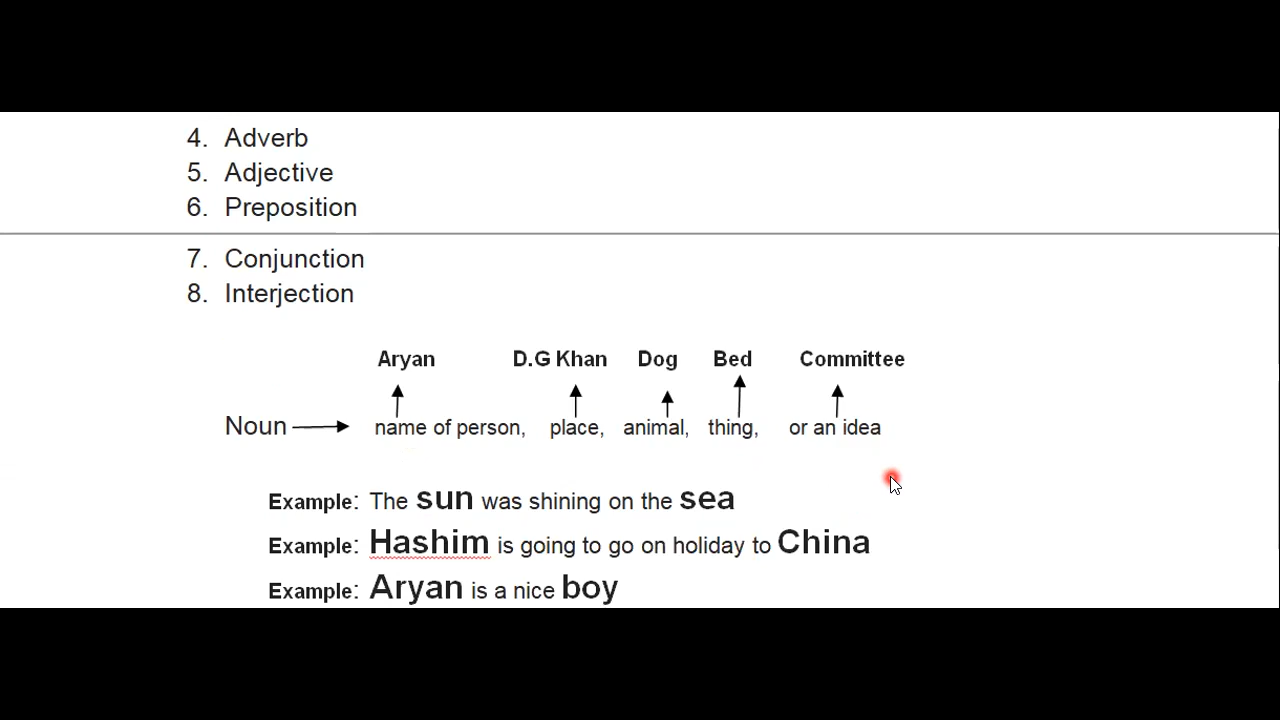 4. Adverb
5. Adjective
6. Preposition
7. Conjunction
8. Interjection
Aryan D.G Khan Dog Bed Committee
Noun name of person, place, animal, thing, or an idea
Example: The sun was shining on the sea
Example: Hashim is going to go on holiday to China
Example: Aryan is a nice boy